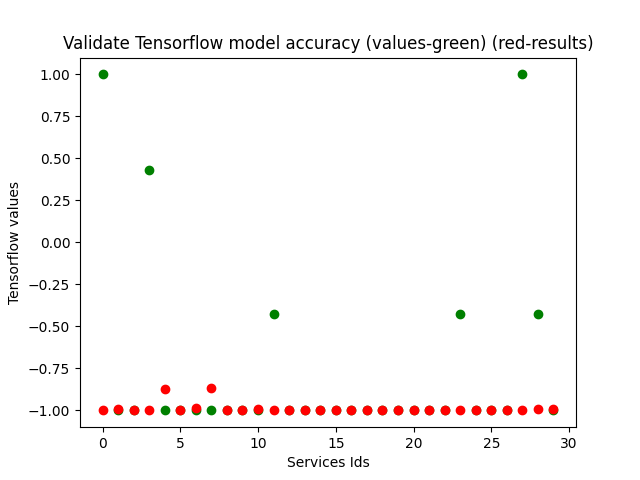 Validate Tensorflow model accuracy (values-green) (red-results)
1.00
0.75
0.50
0.25
0.00
−0.25
−0.50
−0.75
−1.00
Tensorflow values
0 5 10 15 20 25 30
Services Ids